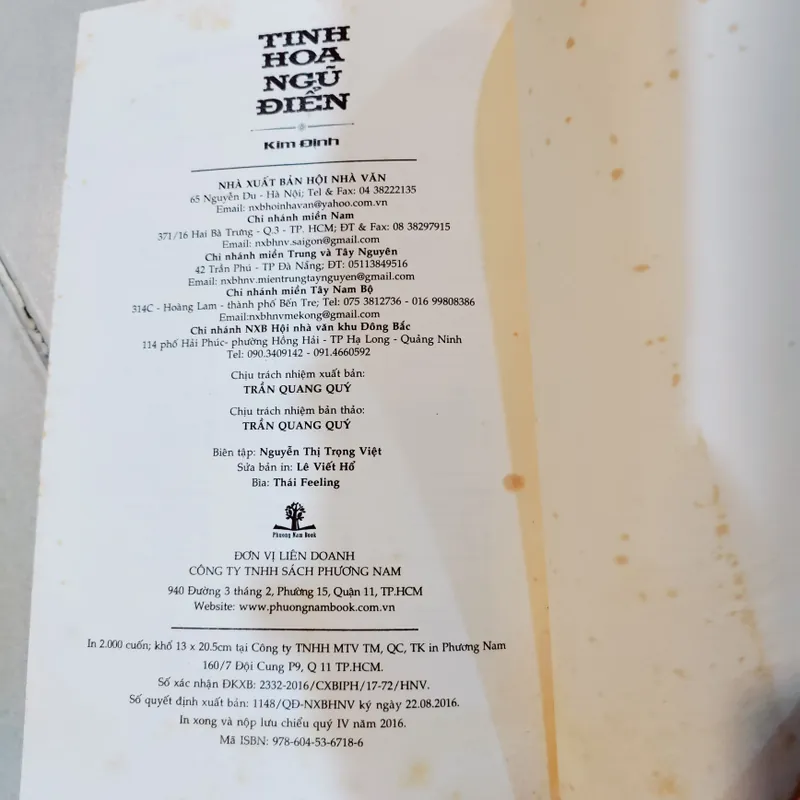 TINH
HOA
NGŨ
ĐIỂN
Kim Định
NHÀ XUẤT BẢN HỘI NHÀ VĂN
65 Nguyễn Du - Hà Nội; Tel & Fax: 04 38222135
Email: nxbhoinhavan@yahoo.com.vn
Chi nhánh miền Nam
371/16 Hai Bà Trưng - Q.3 - TP. HCM; ĐT & Fax: 08 38297915
Email: nxbhnv.saigon@gmail.com
Chi nhánh miền Trung và Tây Nguyên
42 Trần Phú - TP Đà Nẵng; ĐT: 05113849516
Email: nxbhnv.mientrungtaynguyen@gmail.com
Chi nhánh miền Tây Nam Bộ
314C - Hoàng Lam - thành phố Bến Tre; Tel: 075 3812736 - 016 99808386
Email:nxbhnvmekong@gmail.com
Chi nhánh NXB Hội nhà văn khu Đông Bắc
114 phố Hải Phúc- phường Hồng Hải - TP Hạ Long - Quảng Ninh
Tel: 090.3409142 - 091.4660592
Chịu trách nhiệm xuất bản:
TRẦN QUANG QUÝ
Chịu trách nhiệm bản thảo:
TRẦN QUANG QUÝ
Biên tập: Nguyễn Thị Trọng Việt
Sửa bản in: Lê Viết Hổ
Bìa: Thái Feeling
Phuong Nam Book
ĐƠN VỊ LIÊN DOANH
CÔNG TY TNHH SÁCH PHƯƠNG NAM
940 Đường 3 tháng 2, Phường 15, Quận 11, TP.HCM
Website: www.phuongnambook.com.vn
In 2.000 cuốn; khổ 13 x 20.5cm tại Công ty TNHH MTV TM, QC, TK in Phương Nam
160/7 Đội Cung P9, Q 11 TP.HCM.
Số xác nhận ĐKXB: 2332-2016/CXBIPH/17-72/HNV.
Số quyết định xuất bản: 1148/QĐ-NXBHNV ký ngày 22.08.2016.
In xong và nộp lưu chiểu quý IV năm 2016.
Mã ISBN: 978-604-53-6718-6